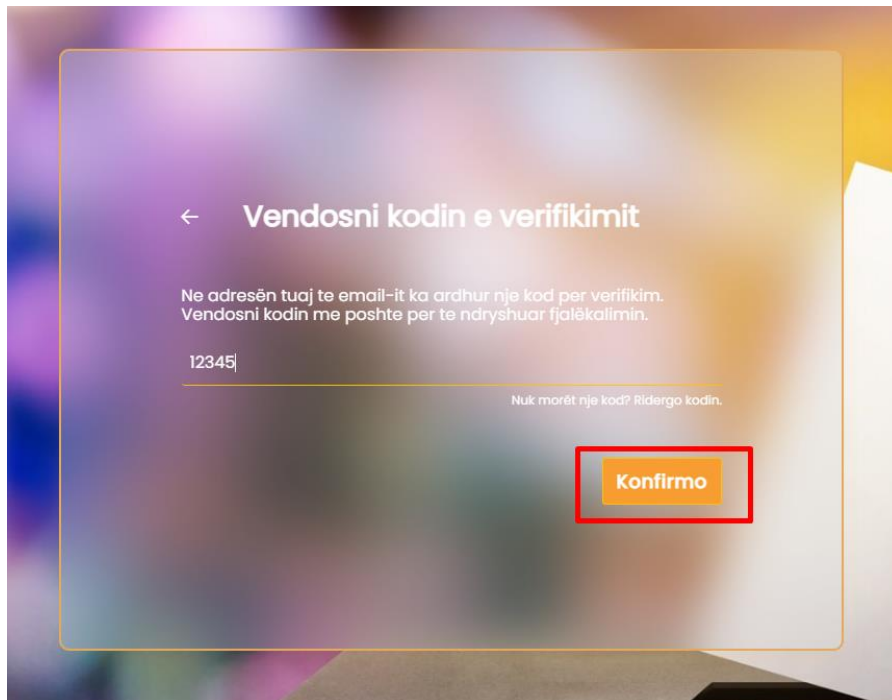 Vendosni kodin e verifikimit
Ne adresën tuaj te email-it ka ardhur nje kod per verifikim.
Vendosni kodin me poshte per te ndryshuar fjalëkalimin.
12345
Nuk morët nje kod? Ridergo kodin.
Konfirmo